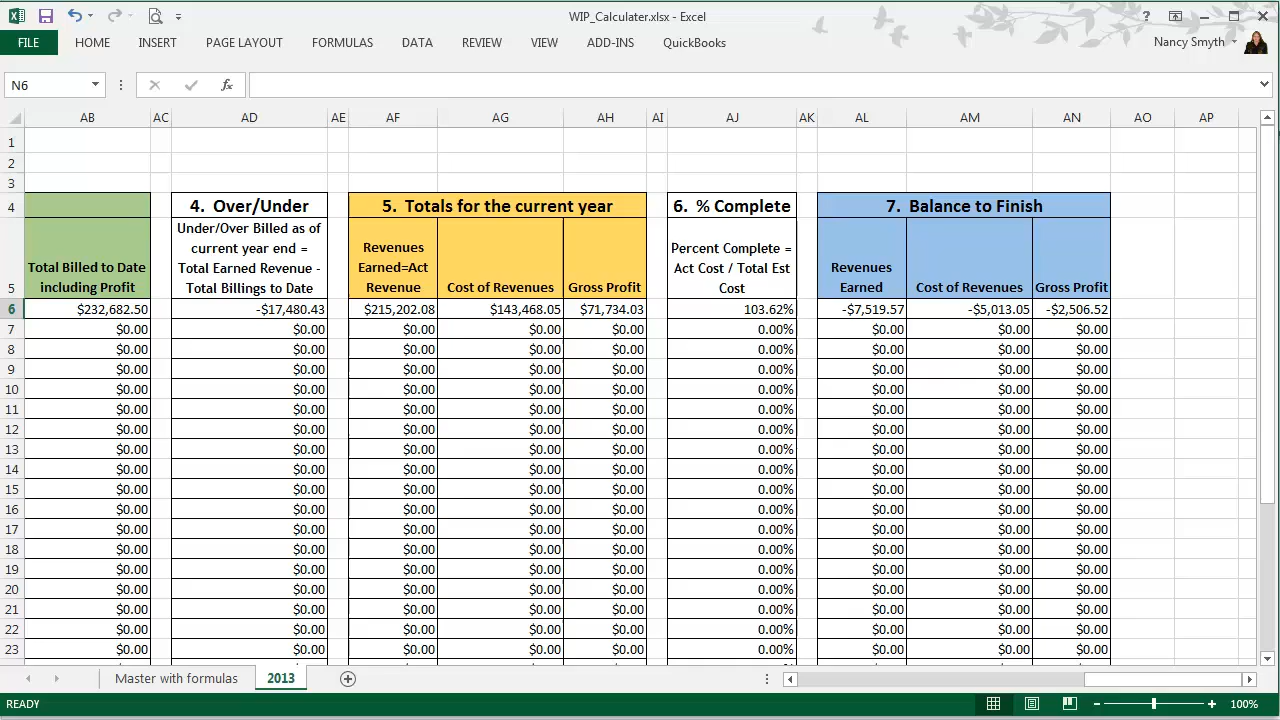 WIP_Calculater.xlsx - Excel
?
FILE HOME INSERT PAGE LAYOUT FORMULAS DATA REVIEW VIEW ADD-INS QuickBooks Nancy Smyth
N6 fx
AB AC AD AE AF AG AH AI AJ AK AL AM AN AO AP
1
2
3
4 4. Over/Under 5. Totals for the current year 6. % Complete 7. Balance to Finish
Under/Over Billed as of
current year end =
Total Earned Revenue -
Total Billings to Date
Total Billed to Date
including Profit
Revenues
Earned=Act
Revenue
Cost of Revenues
Gross Profit
Percent Complete =
Act Cost / Total Est
Cost
Revenues
Earned
Cost of Revenues
Gross Profit
5
6 $232,682.50 -$17,480.43 $215,202.08 $143,468.05 $71,734.03 103.62% -$7,519.57 -$5,013.05 -$2,506.52
7 $0.00 $0.00 $0.00 $0.00 $0.00 0.00% $0.00 $0.00 $0.00
8 $0.00 $0.00 $0.00 $0.00 $0.00 0.00% $0.00 $0.00 $0.00
9 $0.00 $0.00 $0.00 $0.00 $0.00 0.00% $0.00 $0.00 $0.00
10 $0.00 $0.00 $0.00 $0.00 $0.00 0.00% $0.00 $0.00 $0.00
11 $0.00 $0.00 $0.00 $0.00 $0.00 0.00% $0.00 $0.00 $0.00
12 $0.00 $0.00 $0.00 $0.00 $0.00 0.00% $0.00 $0.00 $0.00
13 $0.00 $0.00 $0.00 $0.00 $0.00 0.00% $0.00 $0.00 $0.00
14 $0.00 $0.00 $0.00 $0.00 $0.00 0.00% $0.00 $0.00 $0.00
15 $0.00 $0.00 $0.00 $0.00 $0.00 0.00% $0.00 $0.00 $0.00
16 $0.00 $0.00 $0.00 $0.00 $0.00 0.00% $0.00 $0.00 $0.00
17 $0.00 $0.00 $0.00 $0.00 $0.00 0.00% $0.00 $0.00 $0.00
18 $0.00 $0.00 $0.00 $0.00 $0.00 0.00% $0.00 $0.00 $0.00
19 $0.00 $0.00 $0.00 $0.00 $0.00 0.00% $0.00 $0.00 $0.00
20 $0.00 $0.00 $0.00 $0.00 $0.00 0.00% $0.00 $0.00 $0.00
21 $0.00 $0.00 $0.00 $0.00 $0.00 0.00% $0.00 $0.00 $0.00
22 $0.00 $0.00 $0.00 $0.00 $0.00 0.00% $0.00 $0.00 $0.00
23 $0.00 $0.00 $0.00 $0.00 $0.00 0.00% $0.00 $0.00 $0.00
Master with formulas 2013
READY 100%